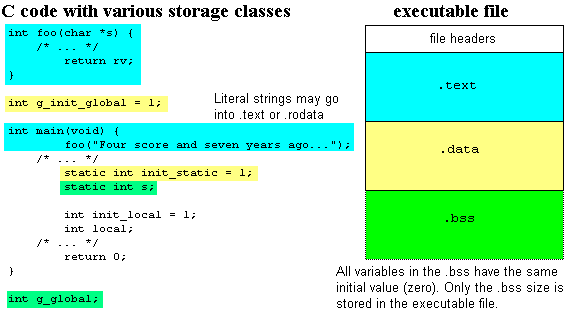 C code with various storage classes
int foo(char *s) {
/* ... */
return rv;
}
int g_init_global = 1;
Literal strings may go
into .text or .rodata
int main(void) {
foo("Four score and seven years ago...");
/* ... */
static int init_static = 1;
static int s;
int init_local = 1;
int local;
/* ... */
return 0;
}
int g_global;
executable file
file headers
.text
.data
.bss
All variables in the .bss have the same
initial value (zero). Only the .bss size is
stored in the executable file.